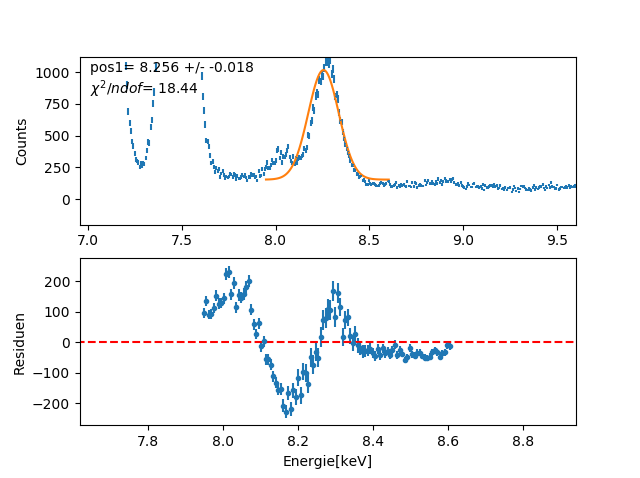 pos1= 8.256 +/- -0.018
χ²/ndof= 18.44
1000
750
500
250
0
Counts
7.0 7.5 8.0 8.5 9.0 9.5
200
100
0
−100
−200
Residuen
7.8 8.0 8.2 8.4 8.6 8.8
Energie[keV]